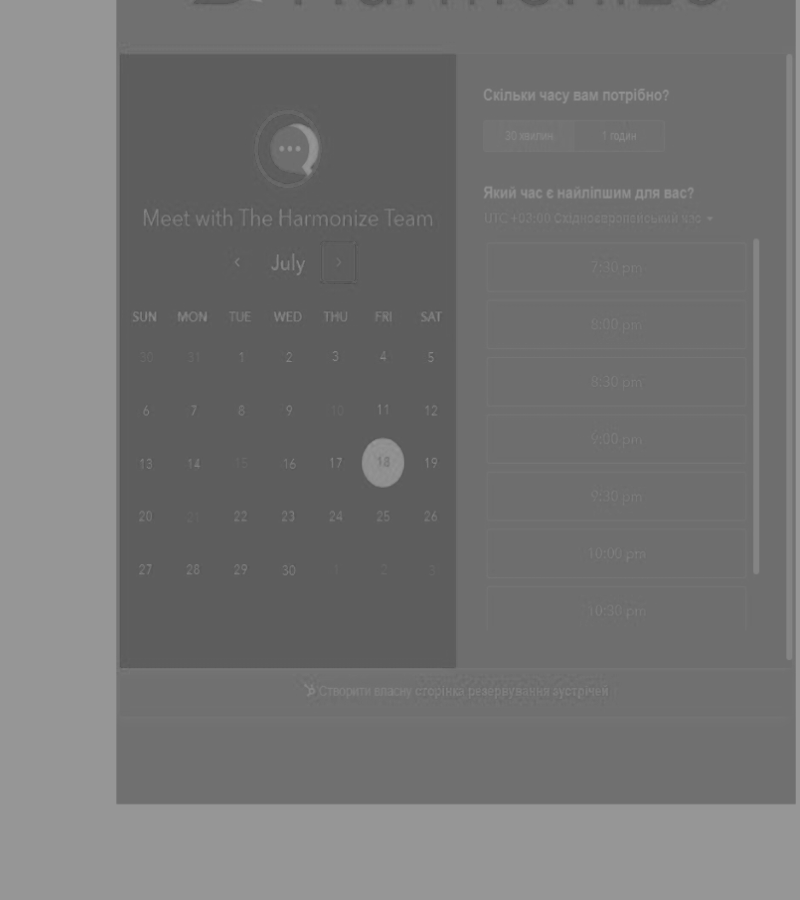 Meet with The Harmonize Team
July
SUN MON TUE WED THU FRI SAT
30 31 1 2 3 4 5
6 7 8 9 10 11 12
13 14 15 16 17 18 19
20 21 22 23 24 25 26
27 28 29 30 1 2 3
Скільки часу вам потрібно?
30 хвилин 1 годин
Який час є найліпшим для вас?
UTC +03:00 Східноєвропейський час
7:30 pm
8:00 pm
8:30 pm
9:00 pm
9:30 pm
10:00 pm
10:30 pm
Створити власну сторінка резервування зустрічей